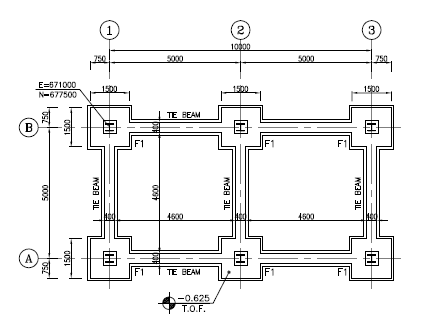 1 2 3
10000
750 5000 5000 750
1500 1500 1500
E=671000
N=677500
TIE BEAM
B
750
1500
400
F1 F1 F1
5000
4600
TIE BEAM TIE BEAM TIE BEAM
400 4600 400 4600 400
A
1500
750
400
F1 F1 F1
TIE BEAM
-0.625
T.O.F.